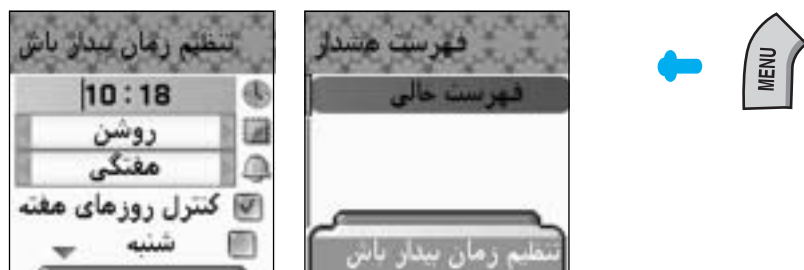 MENU
فهرست هشدار
فهرست خالی
تنظیم زمان بیدار باش
تنظیم زمان بیدار باش
10 : 18
روشن
هفتگی
کنترل روزهای هفته
شنبه